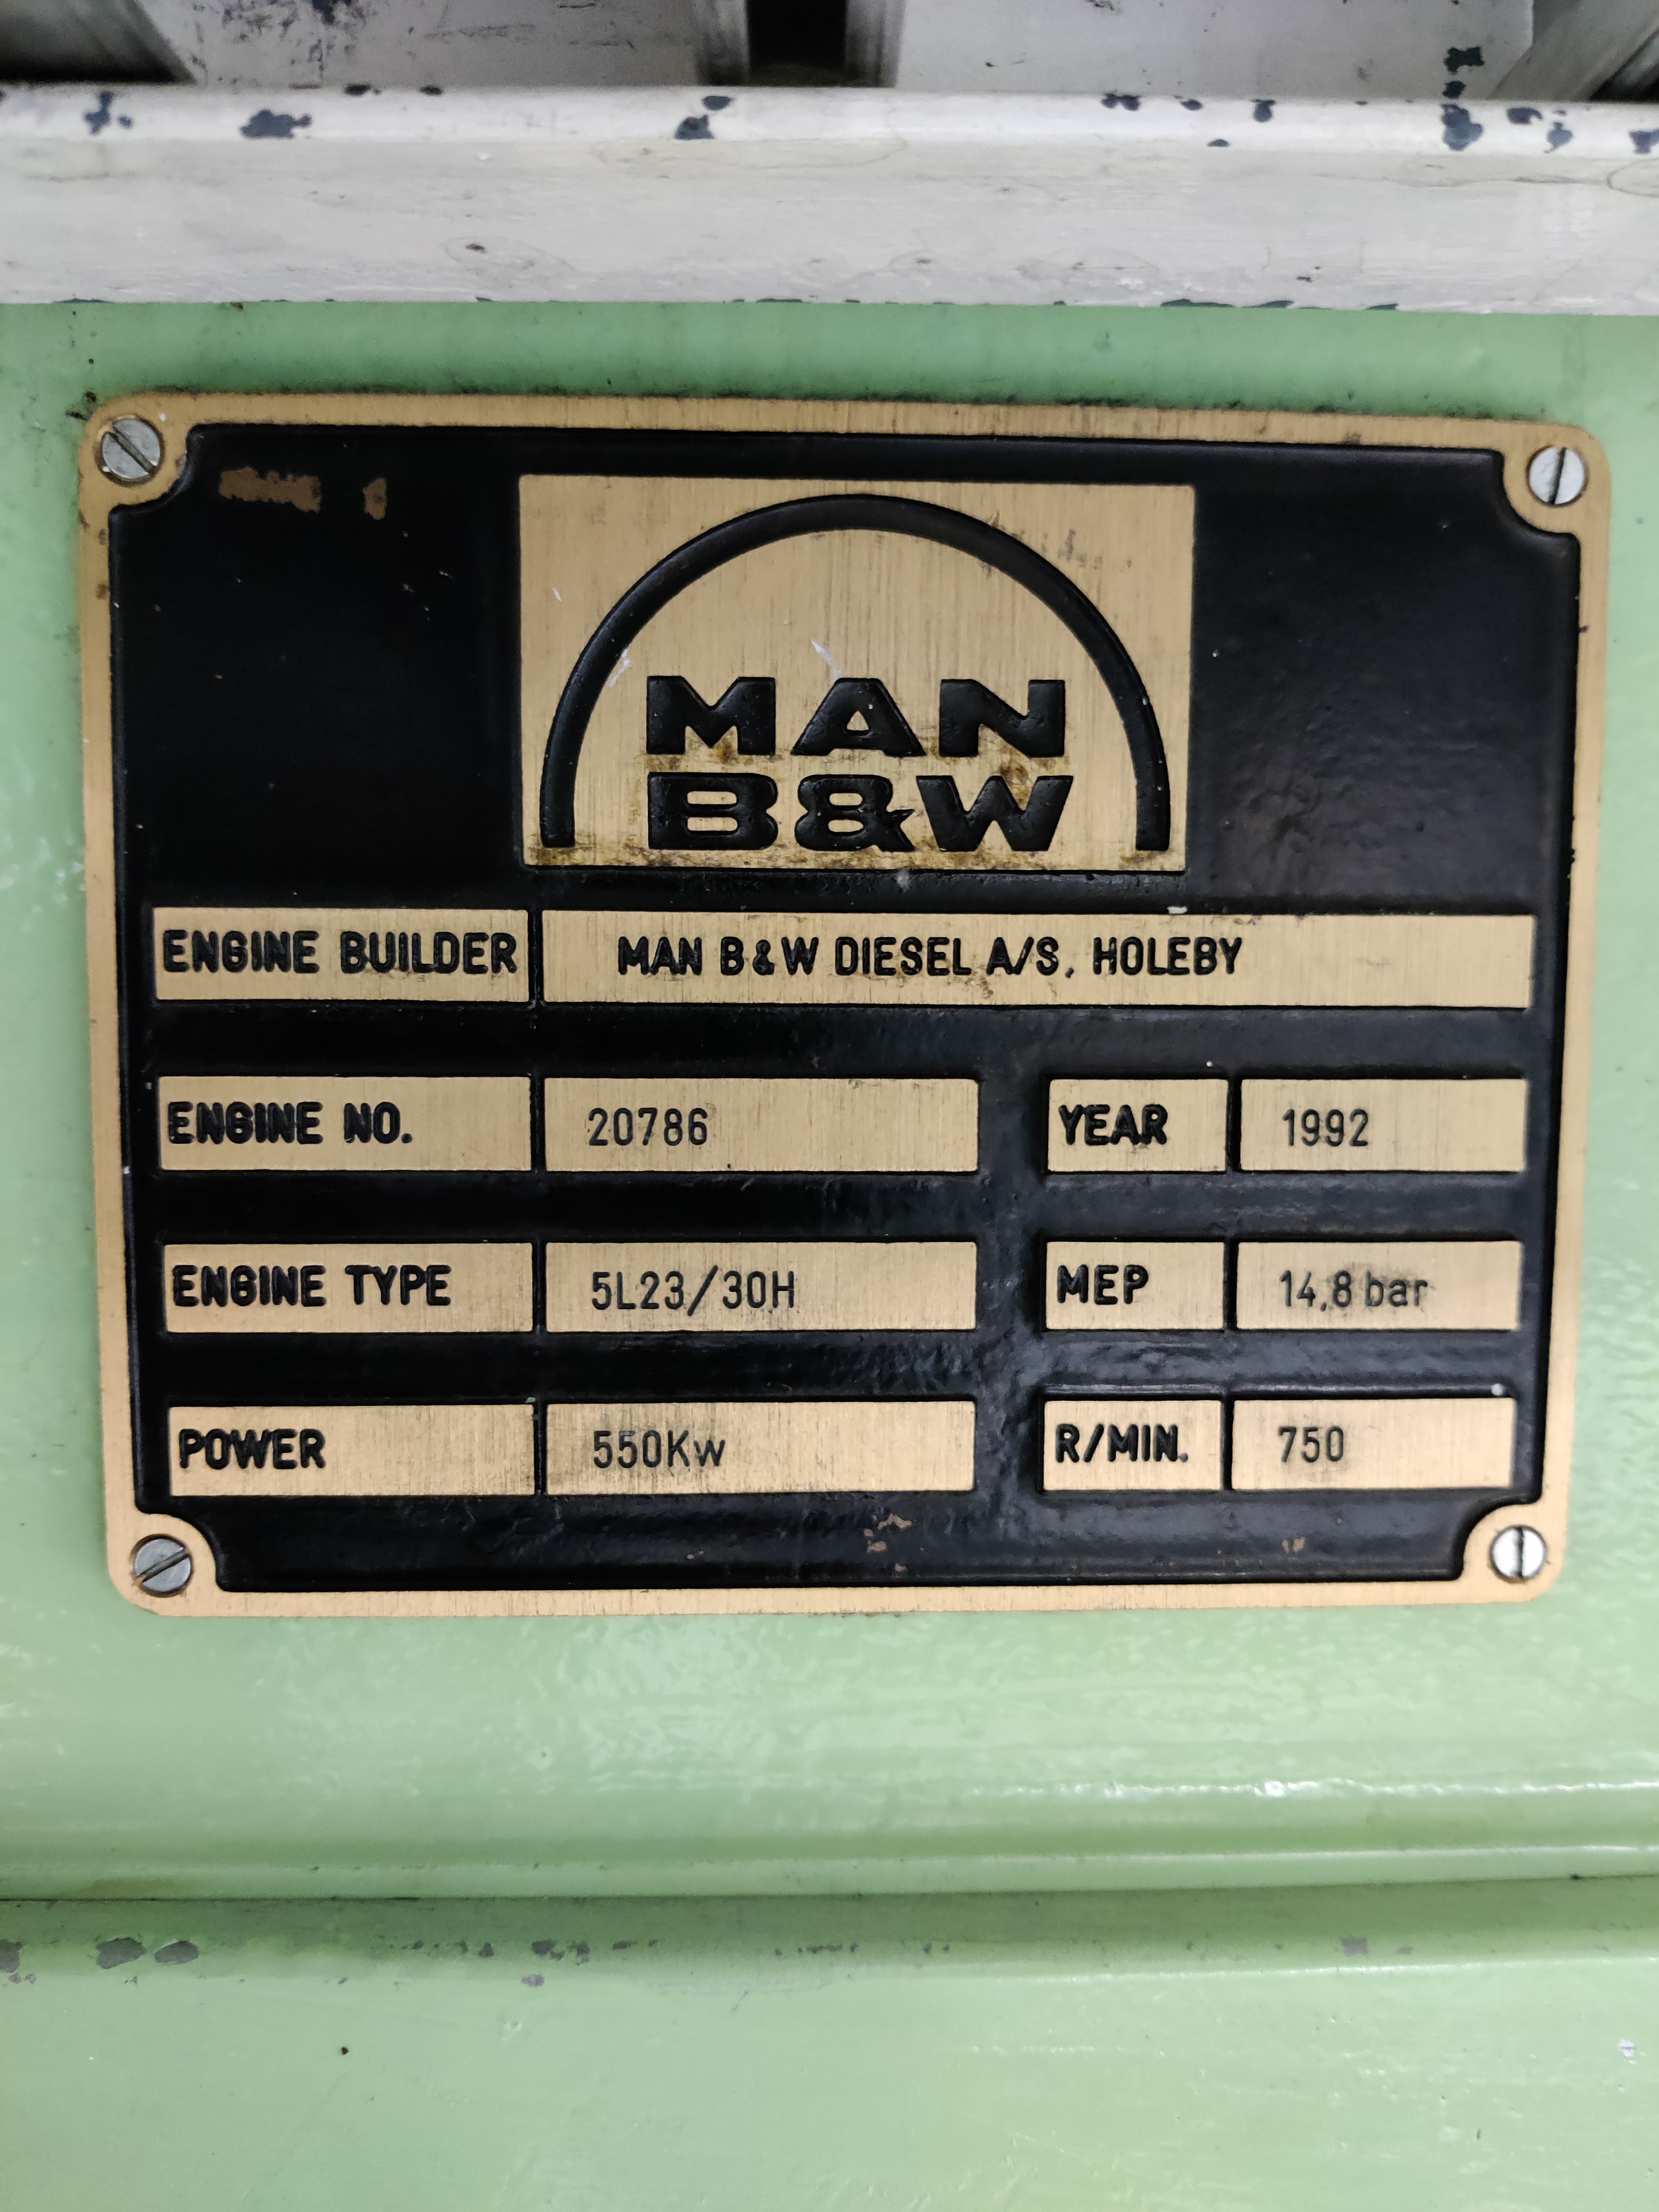 MAN
B&W
ENGINE BUILDER MAN B&W DIESEL A/S, HOLEBY
ENGINE NO. 20786 YEAR 1992
ENGINE TYPE 5L23/30H MEP 14,8 bar
POWER 550Kw R/MIN. 750